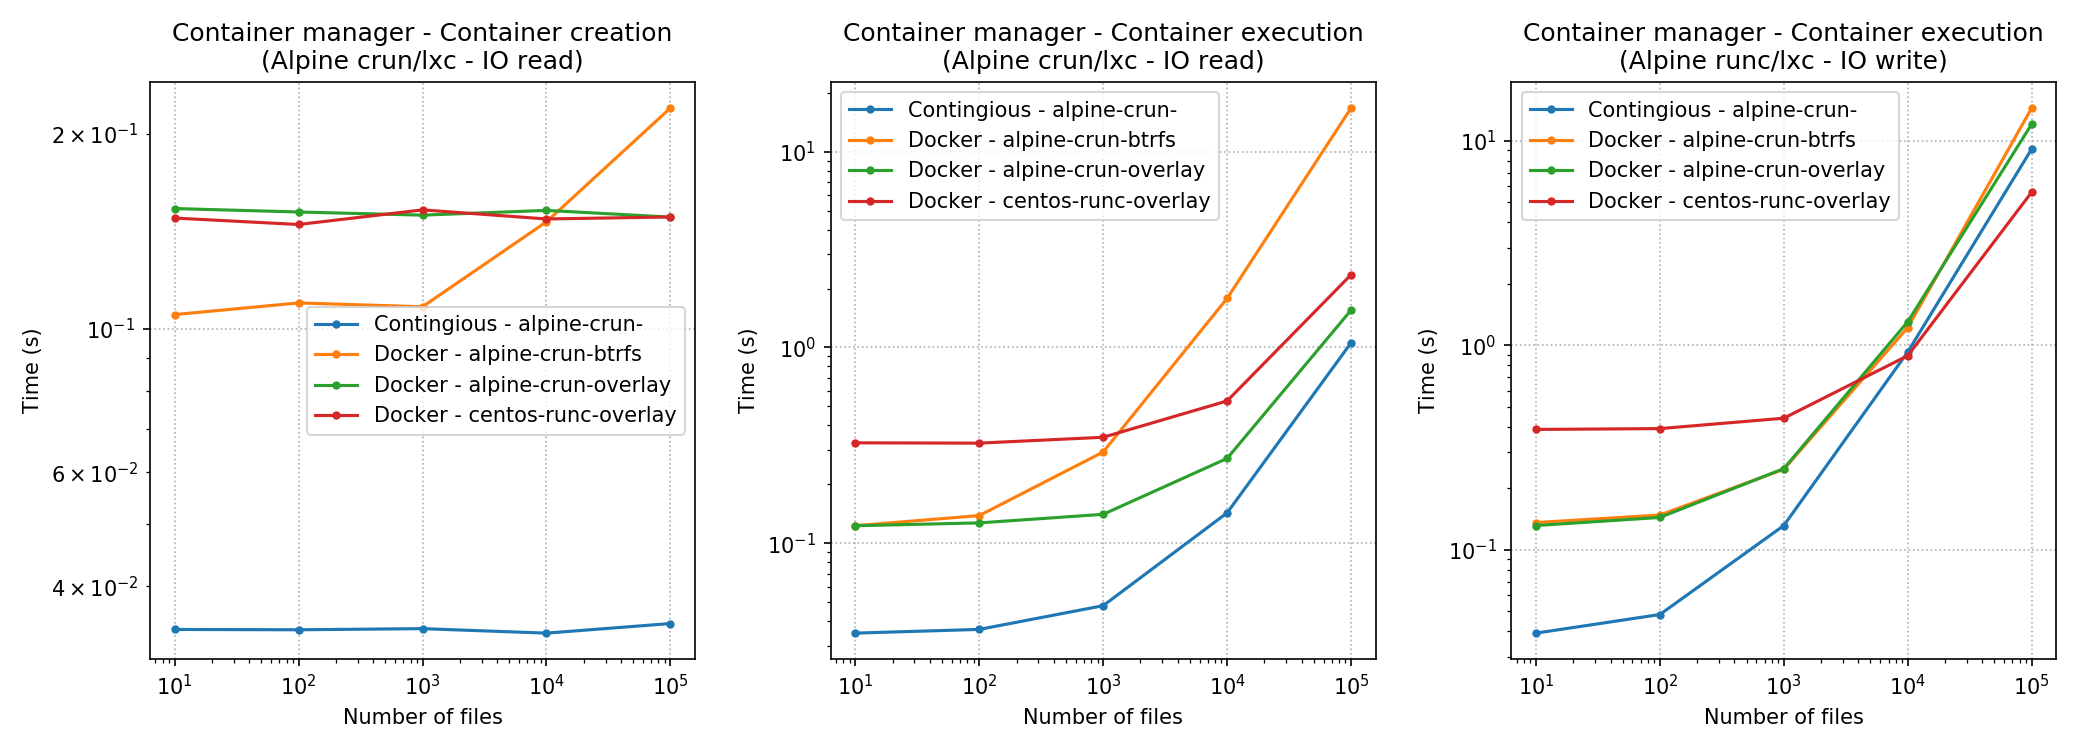 Container manager - Container creation
(Alpine crun/lxc - IO read)
2 × 10⁻¹
10⁻¹
6 × 10⁻²
4 × 10⁻²
Time (s)
Contingious - alpine-crun-
Docker - alpine-crun-btrfs
Docker - alpine-crun-overlay
Docker - centos-runc-overlay
10¹ 10² 10³ 10⁴ 10⁵
Number of files
Container manager - Container execution
(Alpine crun/lxc - IO read)
Contingious - alpine-crun-
Docker - alpine-crun-btrfs
Docker - alpine-crun-overlay
Docker - centos-runc-overlay
10¹
10⁰
10⁻¹
Time (s)
10¹ 10² 10³ 10⁴ 10⁵
Number of files
Container manager - Container execution
(Alpine runc/lxc - IO write)
Contingious - alpine-crun-
Docker - alpine-crun-btrfs
Docker - alpine-crun-overlay
Docker - centos-runc-overlay
10¹
10⁰
10⁻¹
Time (s)
10¹ 10² 10³ 10⁴ 10⁵
Number of files